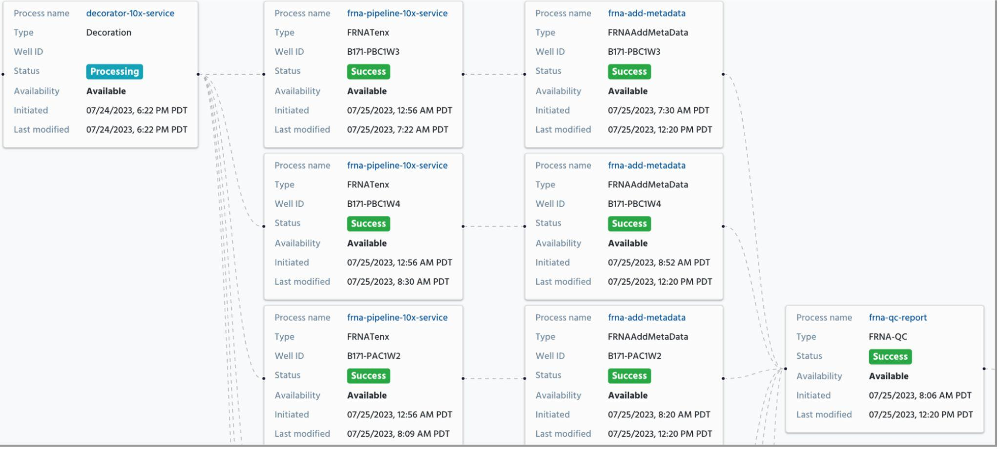 Process name decorator-10x-service
Type Decoration
Well ID
Status Processing
Availability Available
Initiated 07/24/2023, 6:22 PM PDT
Last modified 07/24/2023, 6:22 PM PDT
Process name frna-pipeline-10x-service
Type FRNATenx
Well ID B171-PBC1W3
Status Success
Availability Available
Initiated 07/25/2023, 12:56 AM PDT
Last modified 07/25/2023, 7:22 AM PDT
Process name frna-add-metadata
Type FRNAAddMetaData
Well ID B171-PBC1W3
Status Success
Availability Available
Initiated 07/25/2023, 7:30 AM PDT
Last modified 07/25/2023, 12:20 PM PDT
Process name frna-pipeline-10x-service
Type FRNATenx
Well ID B171-PBC1W4
Status Success
Availability Available
Initiated 07/25/2023, 12:56 AM PDT
Last modified 07/25/2023, 8:30 AM PDT
Process name frna-add-metadata
Type FRNAAddMetaData
Well ID B171-PBC1W4
Status Success
Availability Available
Initiated 07/25/2023, 8:52 AM PDT
Last modified 07/25/2023, 12:20 PM PDT
Process name frna-pipeline-10x-service
Type FRNATenx
Well ID B171-PAC1W2
Status Success
Availability Available
Initiated 07/25/2023, 12:56 AM PDT
Last modified 07/25/2023, 8:09 AM PDT
Process name frna-add-metadata
Type FRNAAddMetaData
Well ID B171-PAC1W2
Status Success
Availability Available
Initiated 07/25/2023, 8:20 AM PDT
Last modified 07/25/2023, 12:20 PM PDT
Process name frna-qc-report
Type FRNA-QC
Status Success
Availability Available
Initiated 07/25/2023, 8:06 AM PDT
Last modified 07/25/2023, 12:20 PM PDT